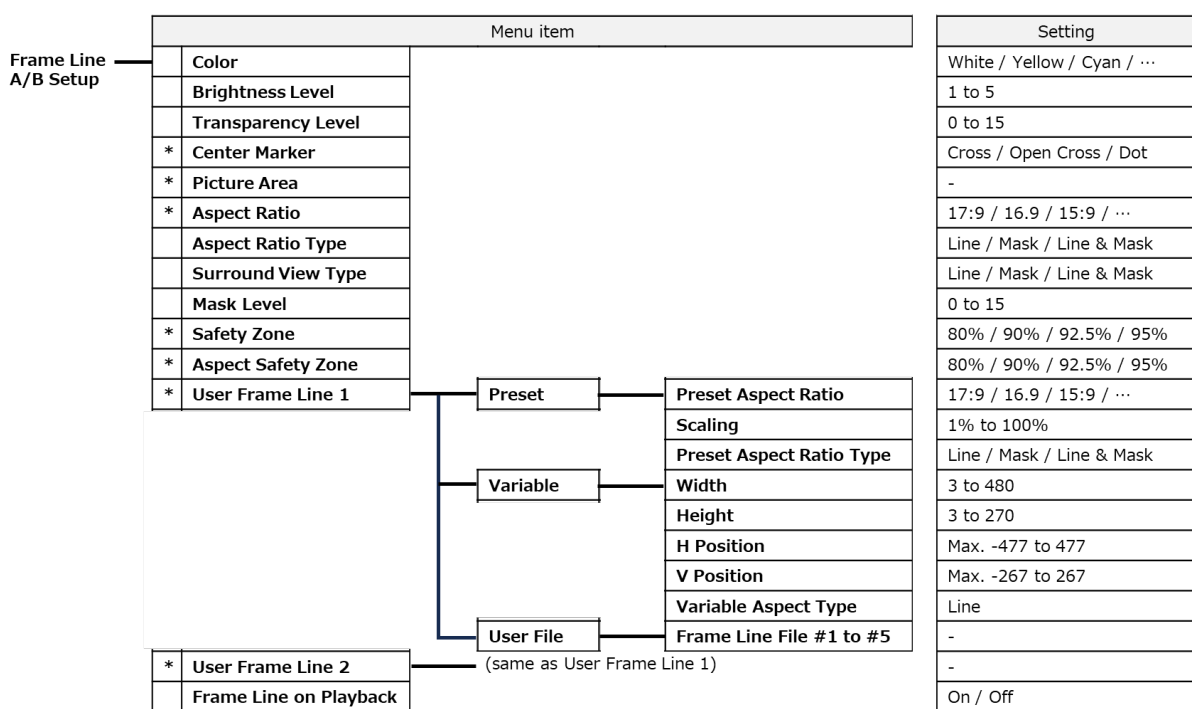 Menu item Setting
Frame Line A/B Setup
Color White / Yellow / Cyan / ⋯
Brightness Level 1 to 5
Transparency Level 0 to 15
* Center Marker Cross / Open Cross / Dot
* Picture Area -
* Aspect Ratio 17:9 / 16.9 / 15:9 / ⋯
Aspect Ratio Type Line / Mask / Line & Mask
Surround View Type Line / Mask / Line & Mask
Mask Level 0 to 15
* Safety Zone 80% / 90% / 92.5% / 95%
* Aspect Safety Zone 80% / 90% / 92.5% / 95%
* User Frame Line 1 Preset Preset Aspect Ratio 17:9 / 16.9 / 15:9 / ⋯
Scaling 1% to 100%
Preset Aspect Ratio Type Line / Mask / Line & Mask
Variable Width 3 to 480
Height 3 to 270
H Position Max. -477 to 477
V Position Max. -267 to 267
Variable Aspect Type Line
User File Frame Line File #1 to #5 -
* User Frame Line 2 (same as User Frame Line 1) -
Frame Line on Playback On / Off